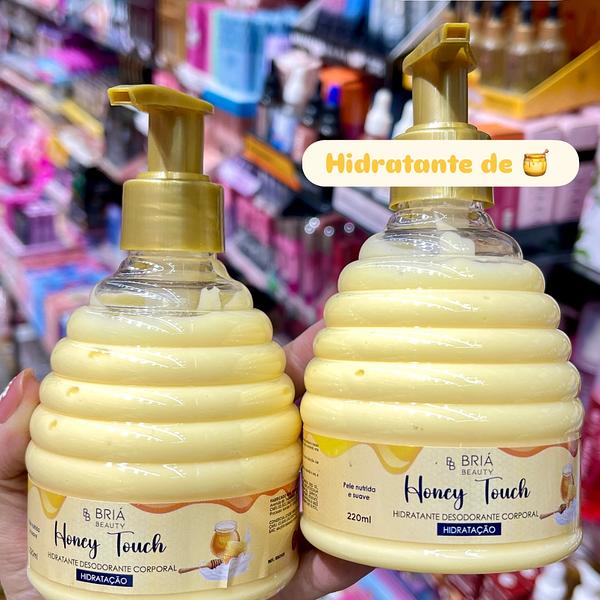 Hidratante de 🍯
BRIÁ
BEAUTY
Honey Touch
HIDRATANTE DESODORANTE CORPORAL
HIDRATAÇÃO
Pele nutrida
e suave
220ml
BRIÁ
BEAUTY
Honey Touch
HIDRATANTE DESODORANTE CORPORAL
HIDRATAÇÃO